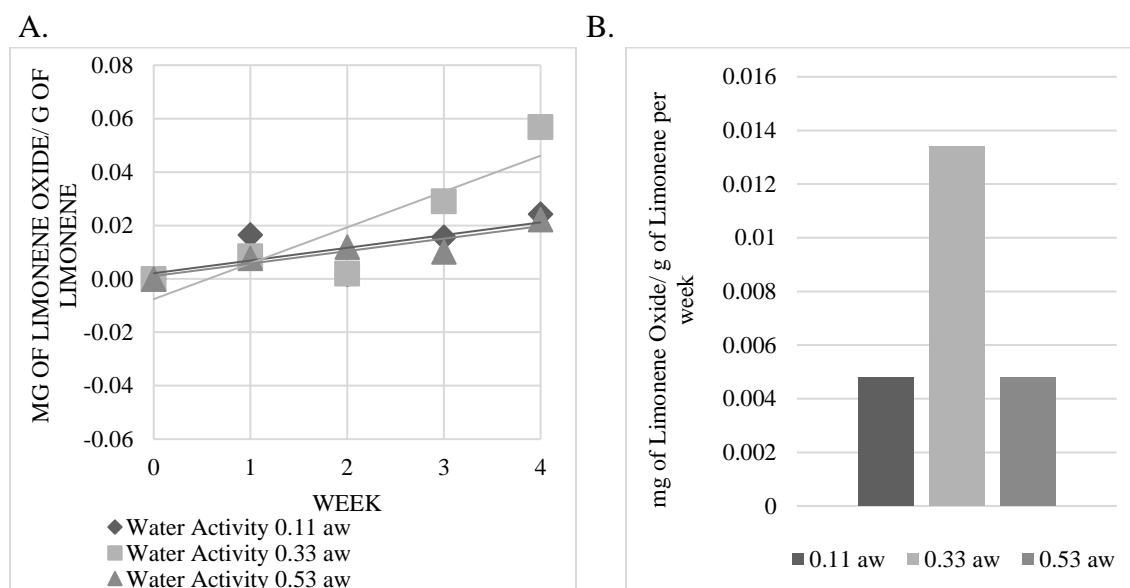 A.
MG OF LIMONENE OXIDE/ G OF
LIMONENE
0.08
0.06
0.04
0.02
0.00
-0.02
-0.04
-0.06
0 1 2 3 4
WEEK
Water Activity 0.11 aw
Water Activity 0.33 aw
Water Activity 0.53 aw
B.
mg of Limonene Oxide/ g of Limonene per
week
0.016
0.014
0.012
0.01
0.008
0.006
0.004
0.002
0
0.11 aw 0.33 aw 0.53 aw